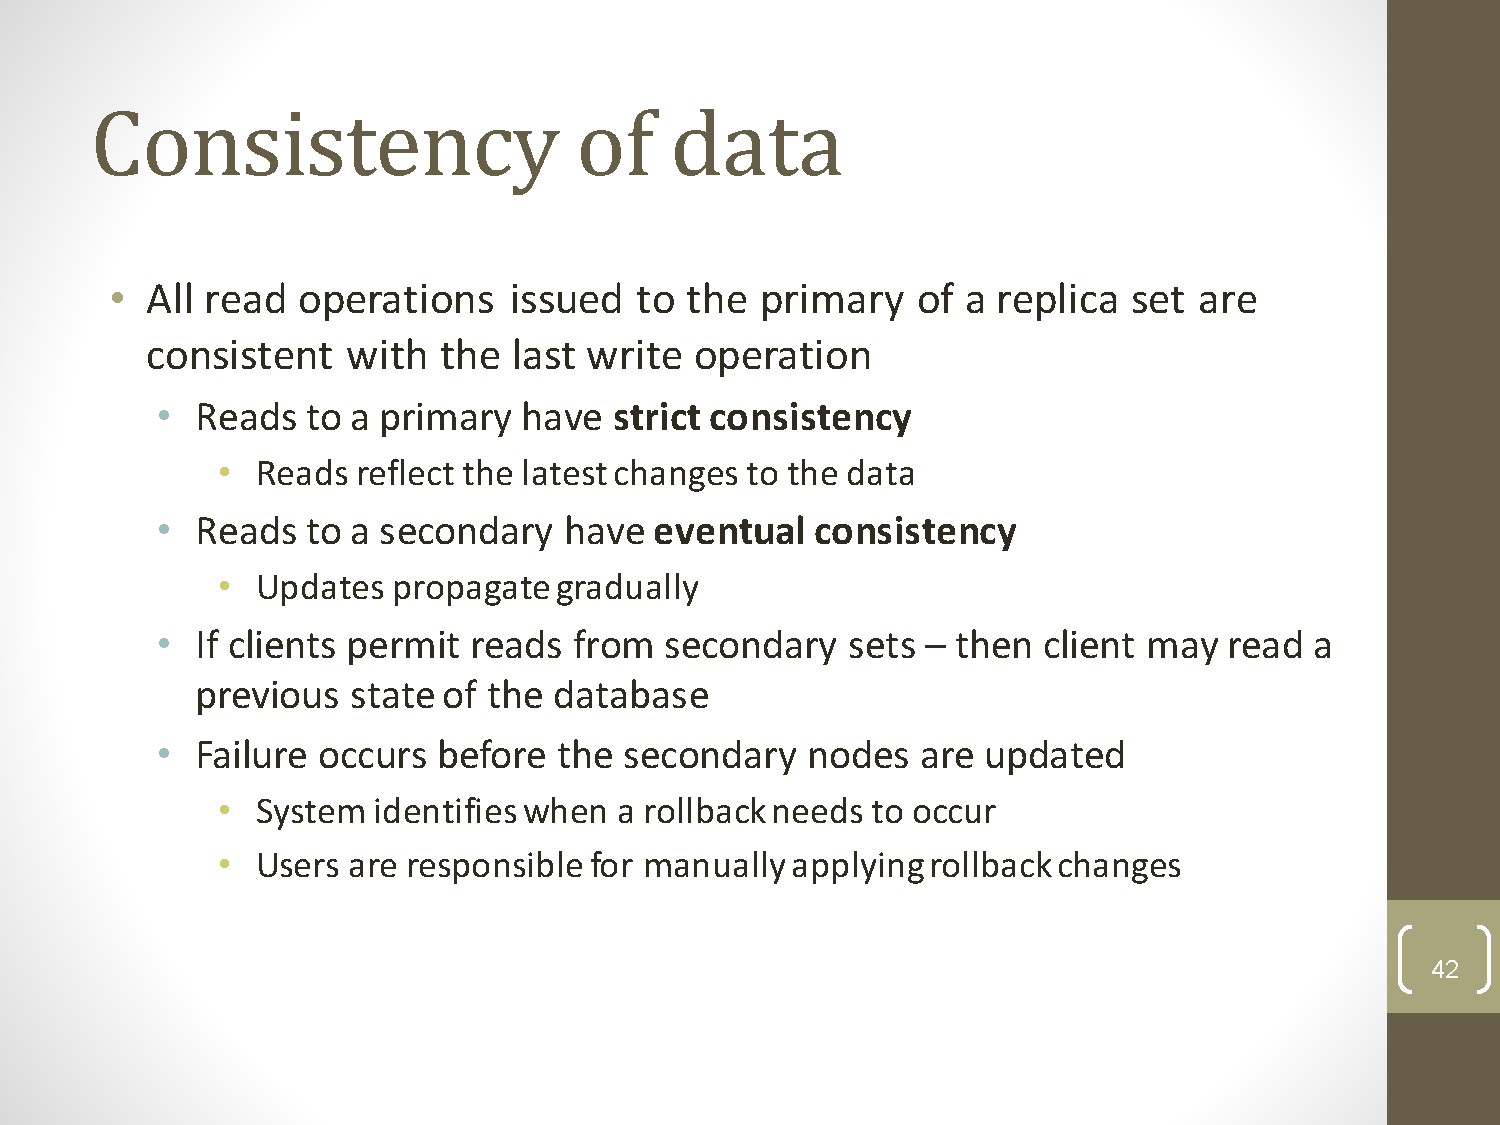 Consistency of data
• All read operations issued to the primary of a replica set are
consistent with the last write operation
• Reads to a primary have strict consistency
• Reads reflect the latest changes to the data
• Reads to a secondary have eventual consistency
• Updates propagate gradually
• If clients permit reads from secondary sets – then client may read a
previous state of the database
• Failure occurs before the secondary nodes are updated
• System identifies when a rollback needs to occur
• Users are responsible for manually applying rollback changes
42